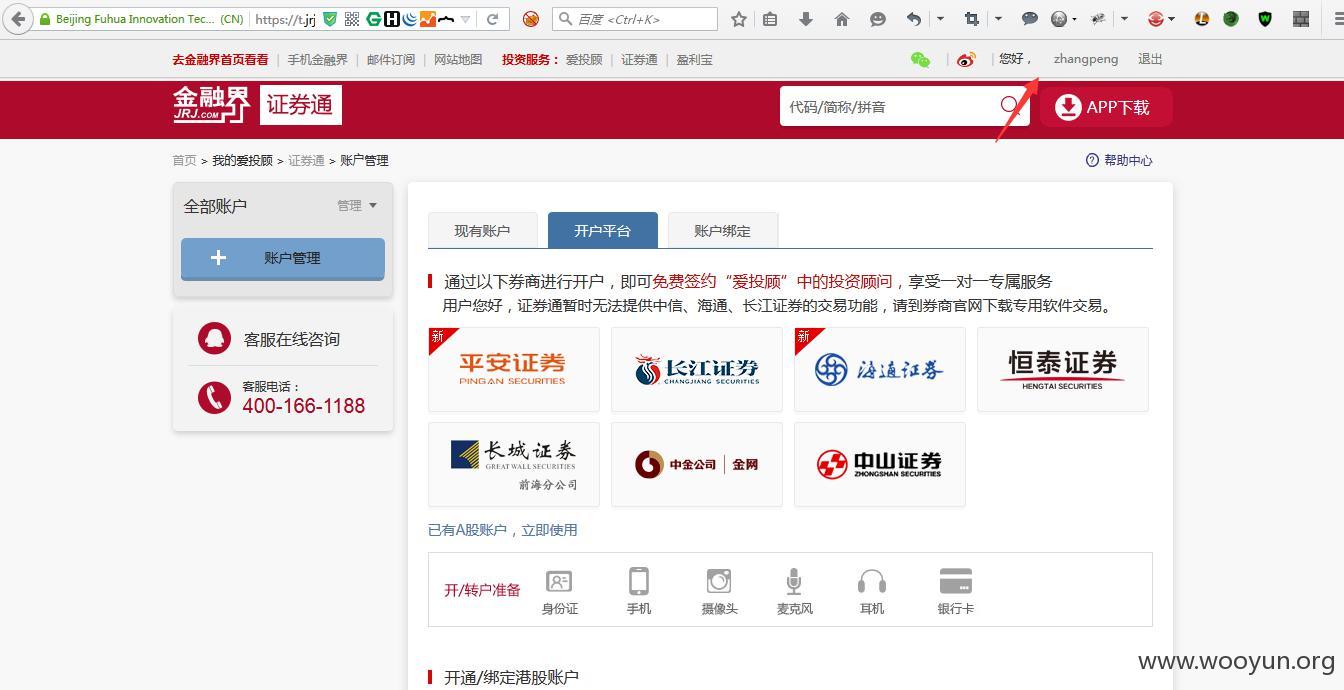 Beijing Fuhua Innovation Tec... (CN) https://t.jrj 百度 <Ctrl+K>
去金融界首页看看 | 手机金融界 | 邮件订阅 | 网站地图 投资服务： 爱投顾 | 证券通 | 盈利宝 您好， zhangpeng 退出
金融界 JRJ.COM 证券通 代码/简称/拼音 APP下载
首页 > 我的爱投顾 > 证券通 > 账户管理 帮助中心
全部账户 管理
账户管理
客服在线咨询
客服电话：
400-166-1188
现有账户 开户平台 账户绑定
通过以下券商进行开户，即可免费签约“爱投顾”中的投资顾问，享受一对一专属服务
用户您好，证券通暂时无法提供中信、海通、长江证券的交易功能，请到券商官网下载专用软件交易。
新 平安证券 PINGAN SECURITIES
长江证券 CHANGJIANG SECURITIES
新 海通证券
恒泰证券 HENGTAI SECURITIES
长城证券 GREAT WALL SECURITIES 前海分公司
中金公司 | 金网
中山证券 ZHONGSHAN SECURITIES
已有A股账户，立即使用
开/转户准备 身份证 手机 摄像头 麦克风 耳机 银行卡
开通/绑定港股账户
www.wooyun.org